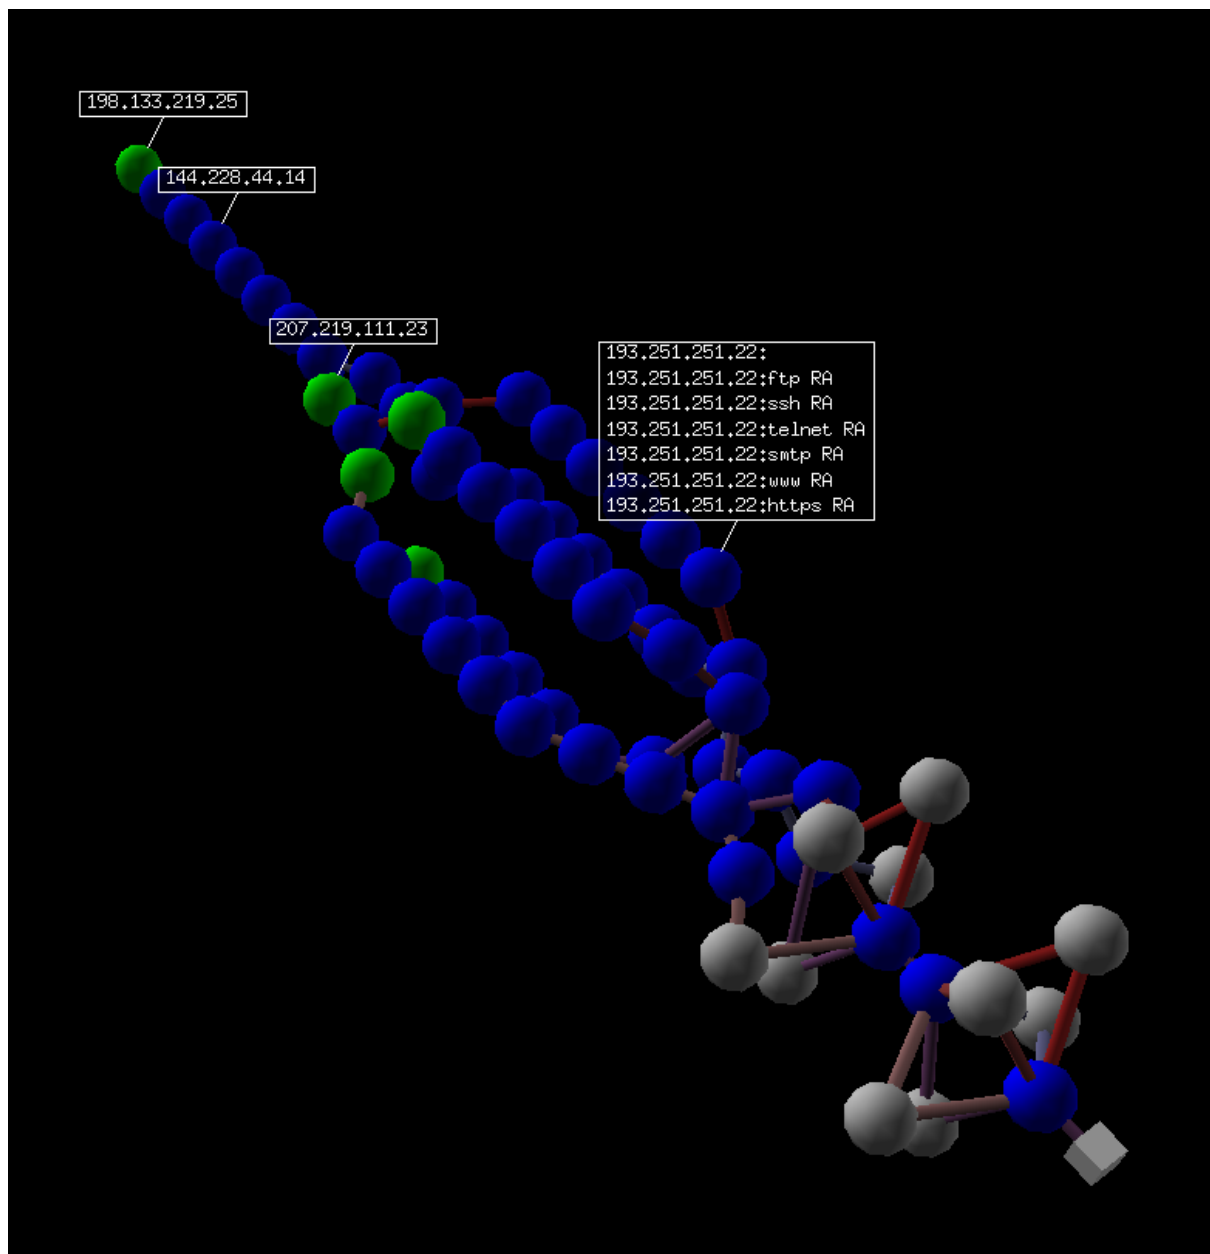 198.133.219.25
144.228.44.14
207.219.111.23
193.251.251.22:
193.251.251.22:ftp RA
193.251.251.22:ssh RA
193.251.251.22:telnet RA
193.251.251.22:smtp RA
193.251.251.22:www RA
193.251.251.22:https RA